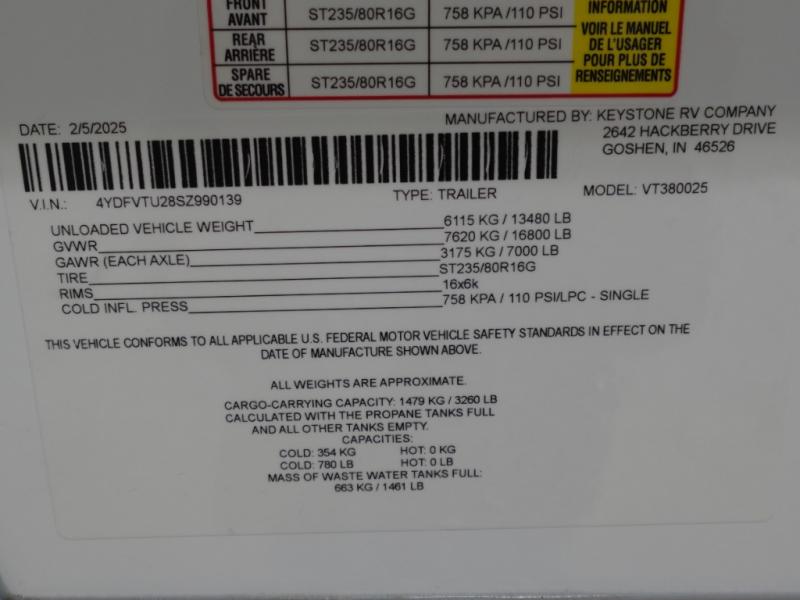 FRONT
AVANT
ST235/80R16G
758 KPA /110 PSI
REAR
ARRIÈRE
ST235/80R16G
758 KPA /110 PSI
SPARE
DE SECOURS
ST235/80R16G
758 KPA /110 PSI
INFORMATION
VOIR LE MANUEL
DE L'USAGER
POUR PLUS DE
RENSEIGNEMENTS
DATE: 2/5/2025
MANUFACTURED BY: KEYSTONE RV COMPANY
2642 HACKBERRY DRIVE
GOSHEN, IN 46526
V.I.N.: 4YDFVTU28SZ990139 TYPE: TRAILER MODEL: VT380025
UNLOADED VEHICLE WEIGHT 6115 KG / 13480 LB
GVWR 7620 KG / 16800 LB
GAWR (EACH AXLE) 3175 KG / 7000 LB
TIRE ST235/80R16G
RIMS 16x6k
COLD INFL. PRESS 758 KPA / 110 PSI/LPC - SINGLE
THIS VEHICLE CONFORMS TO ALL APPLICABLE U.S. FEDERAL MOTOR VEHICLE SAFETY STANDARDS IN EFFECT ON THE
DATE OF MANUFACTURE SHOWN ABOVE.
ALL WEIGHTS ARE APPROXIMATE.
CARGO-CARRYING CAPACITY: 1479 KG / 3260 LB
CALCULATED WITH THE PROPANE TANKS FULL
AND ALL OTHER TANKS EMPTY.
CAPACITIES:
COLD: 354 KG HOT: 0 KG
COLD: 780 LB HOT: 0 LB
MASS OF WASTE WATER TANKS FULL:
663 KG / 1461 LB